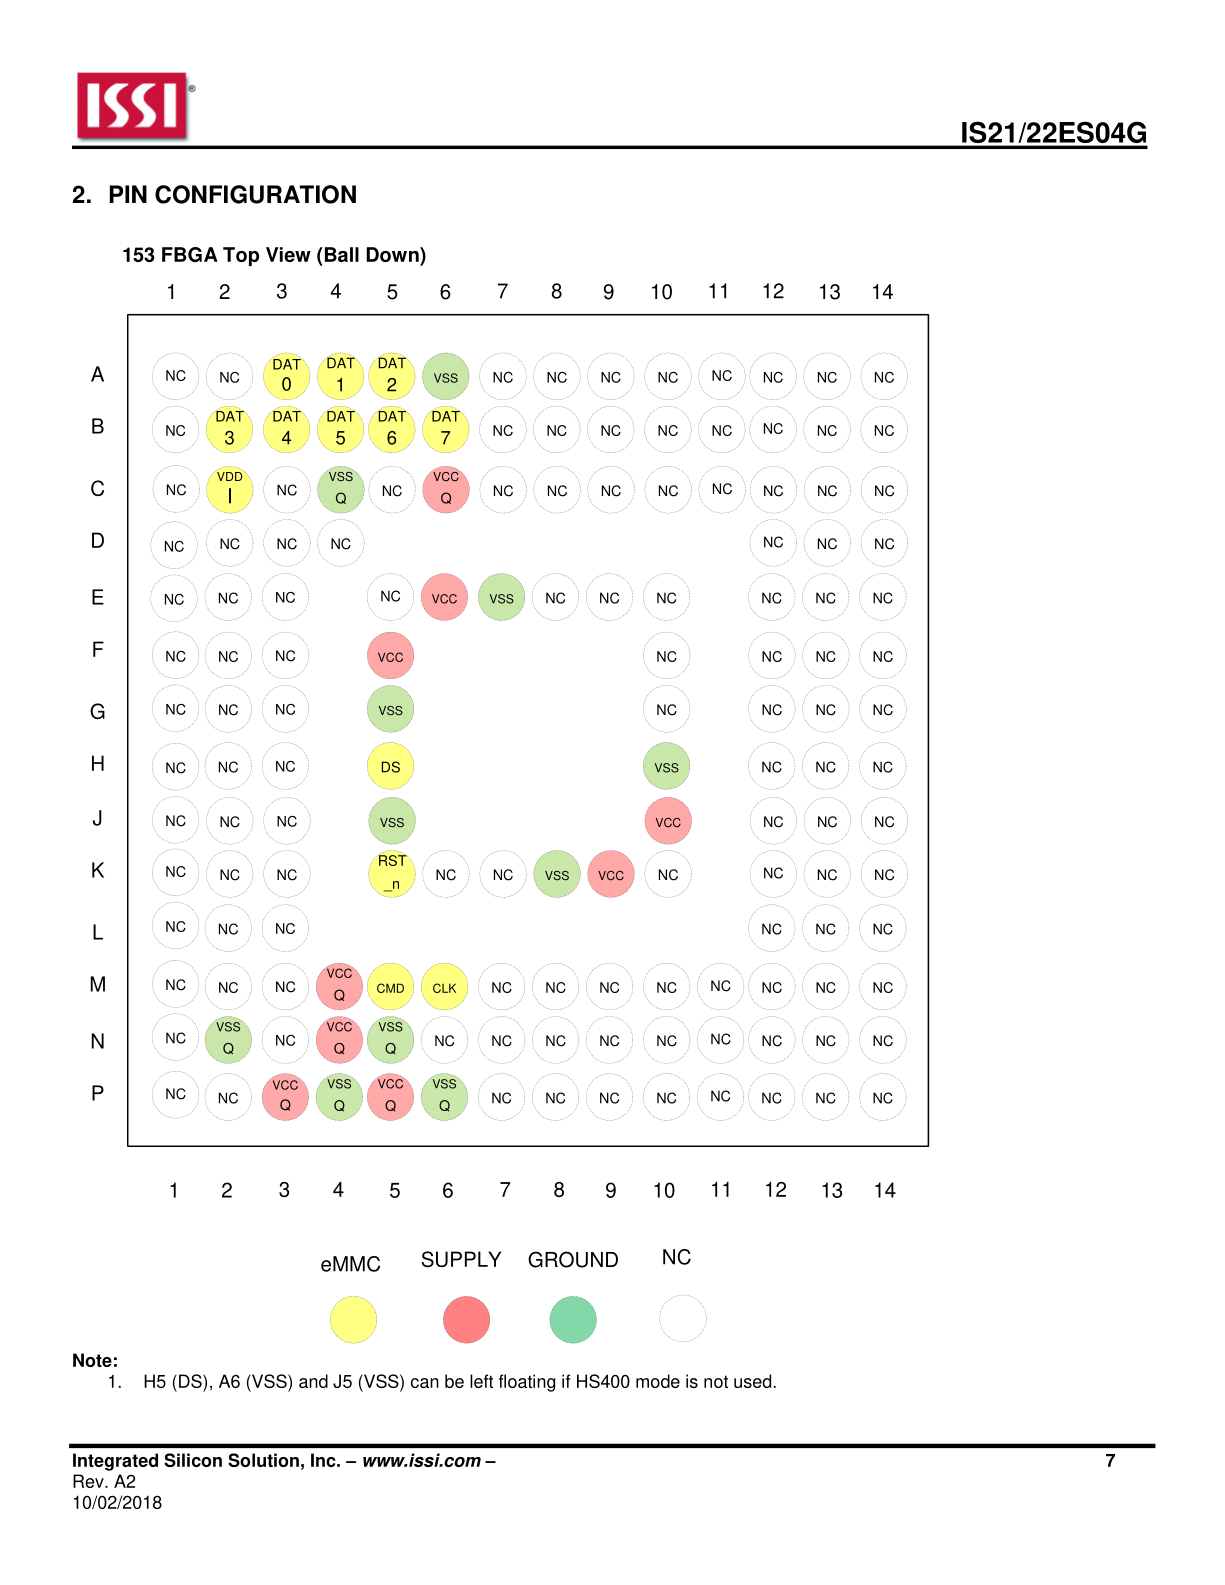 ISSI®
IS21/22ES04G
2. PIN CONFIGURATION
153 FBGA Top View (Ball Down)
1 2 3 4 5 6 7 8 9 10 11 12 13 14
A NC NC DAT 0 DAT 1 DAT 2 VSS NC NC NC NC NC NC NC NC
B NC DAT 3 DAT 4 DAT 5 DAT 6 DAT 7 NC NC NC NC NC NC NC NC
C NC VDD I NC VSS Q NC VCC Q NC NC NC NC NC NC NC NC
D NC NC NC NC NC NC NC
E NC NC NC NC VCC VSS NC NC NC NC NC NC
F NC NC NC VCC NC NC NC NC
G NC NC NC VSS NC NC NC NC
H NC NC NC DS VSS NC NC NC
J NC NC NC VSS VCC NC NC NC
K NC NC NC RST _n NC NC VSS VCC NC NC NC NC
L NC NC NC NC NC NC
M NC NC NC VCC Q CMD CLK NC NC NC NC NC NC NC NC
N NC VSS Q NC VCC Q VSS Q NC NC NC NC NC NC NC NC NC
P NC NC VCC Q VSS Q VCC Q VSS Q NC NC NC NC NC NC NC NC
1 2 3 4 5 6 7 8 9 10 11 12 13 14
eMMC SUPPLY GROUND NC
Note:
1. H5 (DS), A6 (VSS) and J5 (VSS) can be left floating if HS400 mode is not used.
Integrated Silicon Solution, Inc. – www.issi.com – 7
Rev. A2
10/02/2018